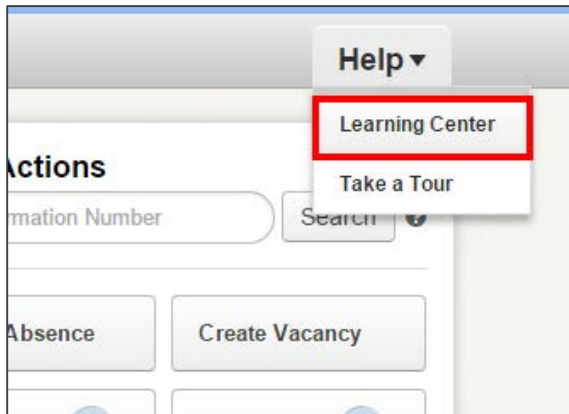 Help
Learning Center
Actions
Take a Tour
rmation Number
Search
Absence
Create Vacancy